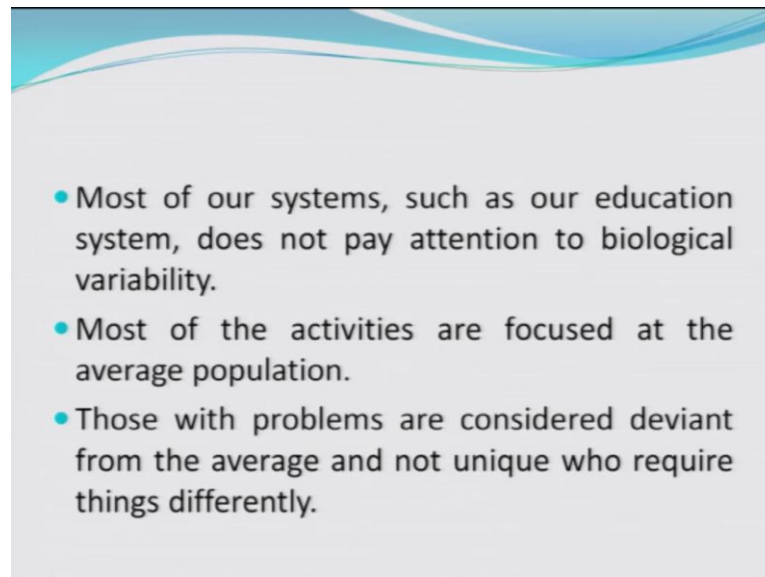 • Most of our systems, such as our education
system, does not pay attention to biological
variability.
• Most of the activities are focused at the
average population.
• Those with problems are considered deviant
from the average and not unique who require
things differently.